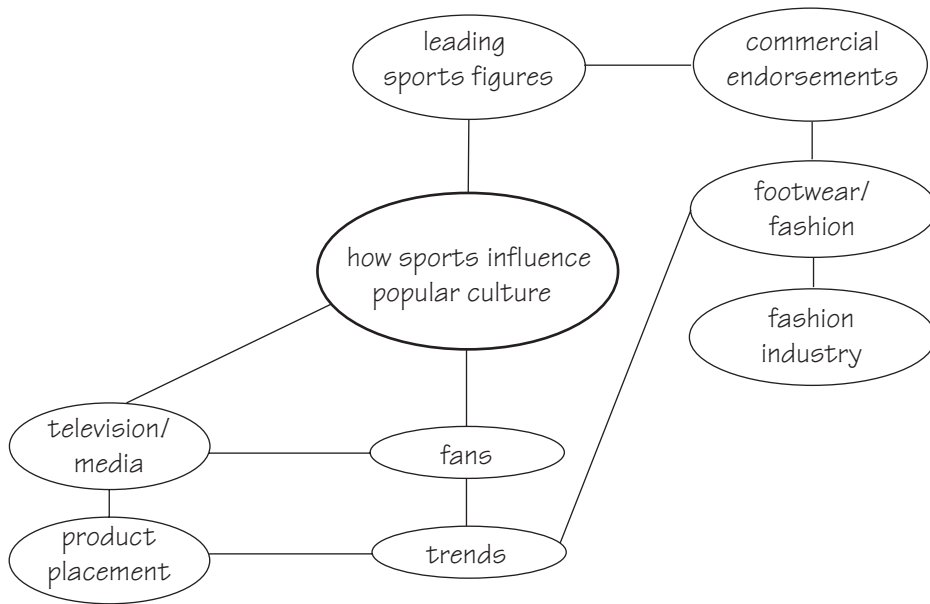 leading
sports figures
commercial
endorsements
footwear/
fashion
how sports influence
popular culture
fashion
industry
television/
media
fans
product
placement
trends